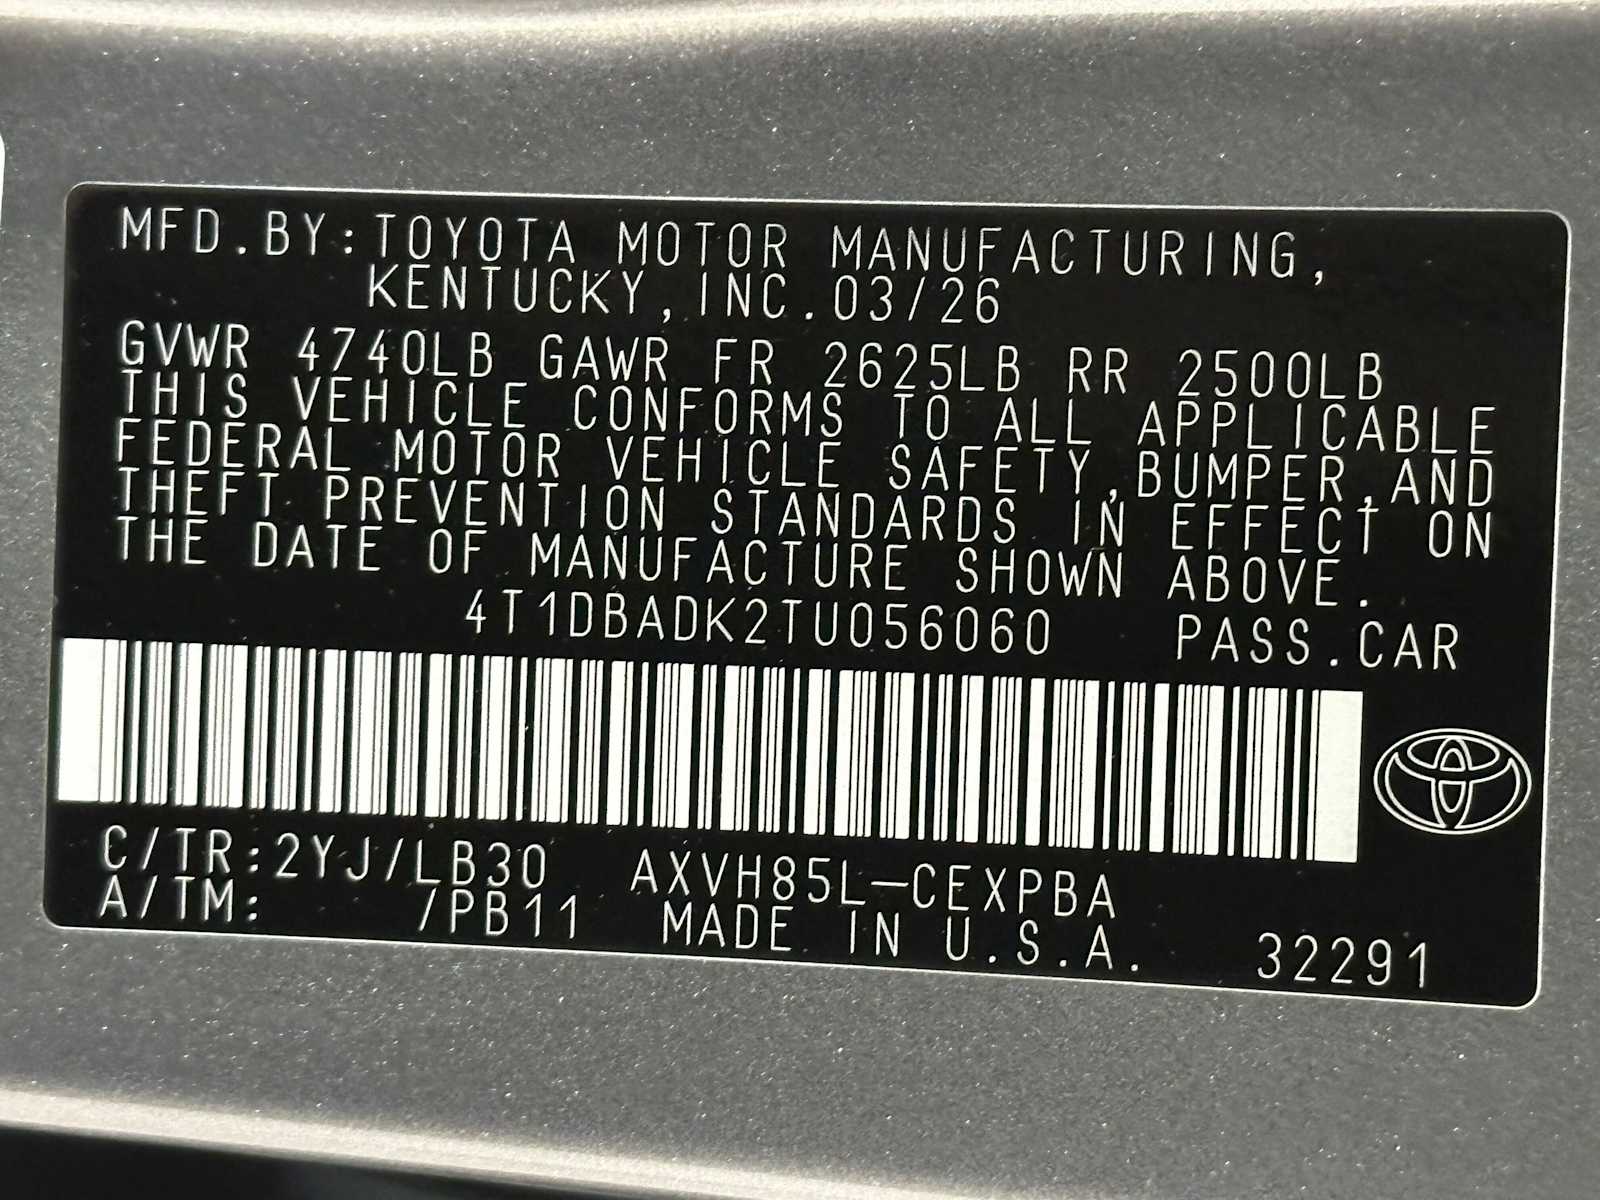 MFD.BY:TOYOTA MOTOR MANUFACTURING,
KENTUCKY,INC.03/26
GVWR 4740LB GAWR FR 2625LB RR 2500LB
THIS VEHICLE CONFORMS TO ALL APPLICABLE
FEDERAL MOTOR VEHICLE SAFETY,BUMPER,AND
THEFT PREVENTION STANDARDS IN EFFECT ON
THE DATE OF MANUFACTURE SHOWN ABOVE.
4T1DBADK2TU056060 PASS.CAR
C/TR:2YJ/LB30 AXVH85L-CEXPBA
A/TM: /PB11 MADE IN U.S.A. 32291